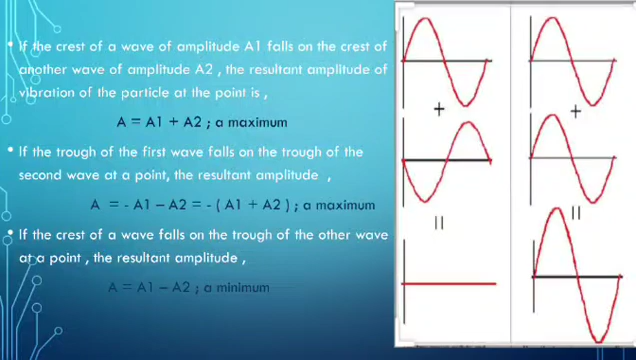 • If the crest of a wave of amplitude A1 falls on the crest of
another wave of amplitude A2 , the resultant amplitude of
vibration of the particle at the point is ,
A = A1 + A2 ; a maximum
• If the trough of the first wave falls on the trough of the
second wave at a point, the resultant amplitude ,
A = - A1 – A2 = - ( A1 + A2 ) ; a maximum
• If the crest of a wave falls on the trough of the other wave
at a point , the resultant amplitude ,
A = A1 – A2 ; a minimum
+ +
= =